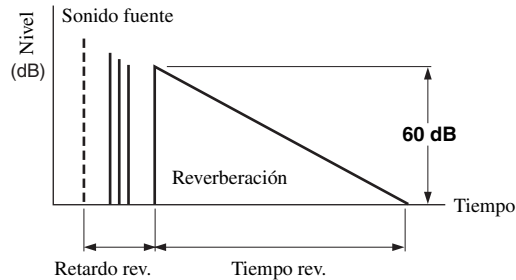 Sonido fuente
Nivel
(dB)
60 dB
Reverberación
Tiempo
Retardo rev.
Tiempo rev.